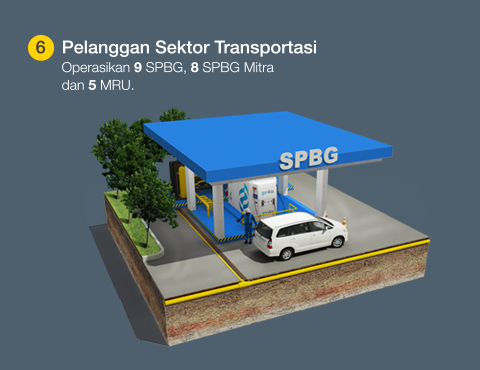 6 Pelanggan Sektor Transportasi
Operasikan 9 SPBG, 8 SPBG Mitra
dan 5 MRU.
SPBG